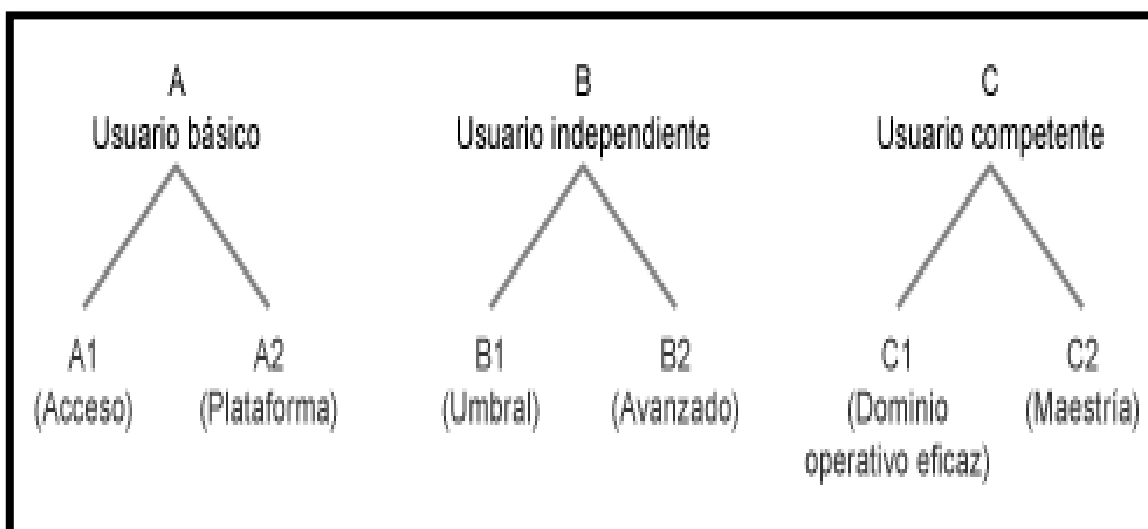 A
Usuario básico
B
Usuario independiente
C
Usuario competente
A1
(Acceso)
A2
(Plataforma)
B1
(Umbral)
B2
(Avanzado)
C1
(Dominio
operativo eficaz)
C2
(Maestría)